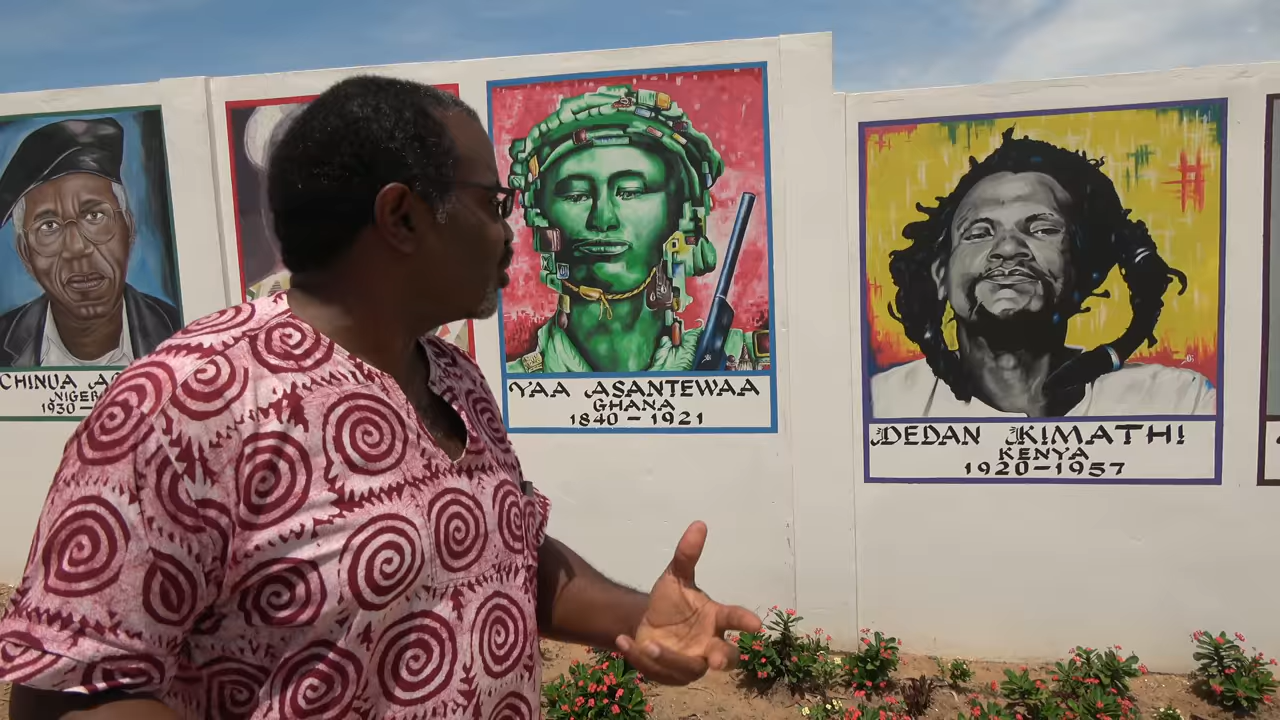 CHINUA
NIGER
1930-
YAA ASANTEWAA
GHANA
1840-1921
DEDAN KIMATHI
KENYA
1920-1957